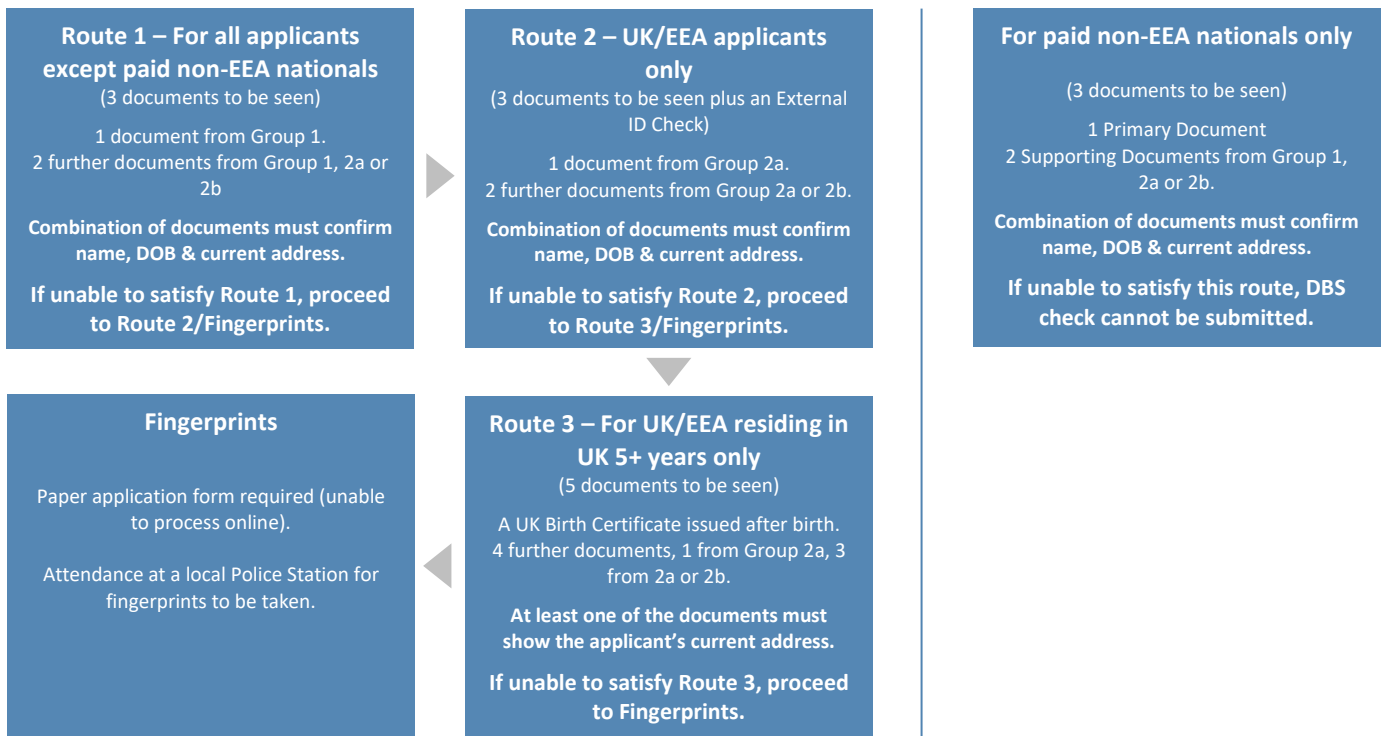 Route 1 – For all applicants
except paid non-EEA nationals
(3 documents to be seen)
1 document from Group 1.
2 further documents from Group 1, 2a or
2b
Combination of documents must confirm
name, DOB & current address.
If unable to satisfy Route 1, proceed
to Route 2/Fingerprints.
Route 2 – UK/EEA applicants
only
(3 documents to be seen plus an External
ID Check)
1 document from Group 2a.
2 further documents from Group 2a or 2b.
Combination of documents must confirm
name, DOB & current address.
If unable to satisfy Route 2, proceed
to Route 3/Fingerprints.
For paid non-EEA nationals only
(3 documents to be seen)
1 Primary Document
2 Supporting Documents from Group 1,
2a or 2b.
Combination of documents must confirm
name, DOB & current address.
If unable to satisfy this route, DBS
check cannot be submitted.
Fingerprints
Paper application form required (unable
to process online).
Attendance at a local Police Station for
fingerprints to be taken.
Route 3 – For UK/EEA residing in
UK 5+ years only
(5 documents to be seen)
A UK Birth Certificate issued after birth.
4 further documents, 1 from Group 2a, 3
from 2a or 2b.
At least one of the documents must
show the applicant’s current address.
If unable to satisfy Route 3, proceed
to Fingerprints.